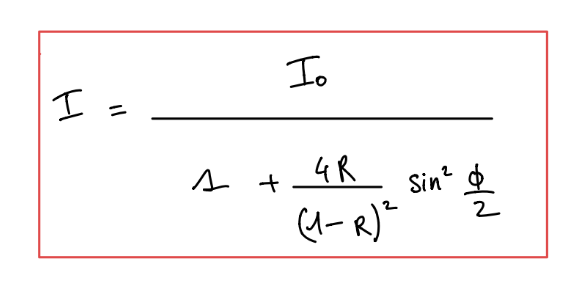 I = I₀ / (1 + 4R/(1−R)² sin² ϕ/2)